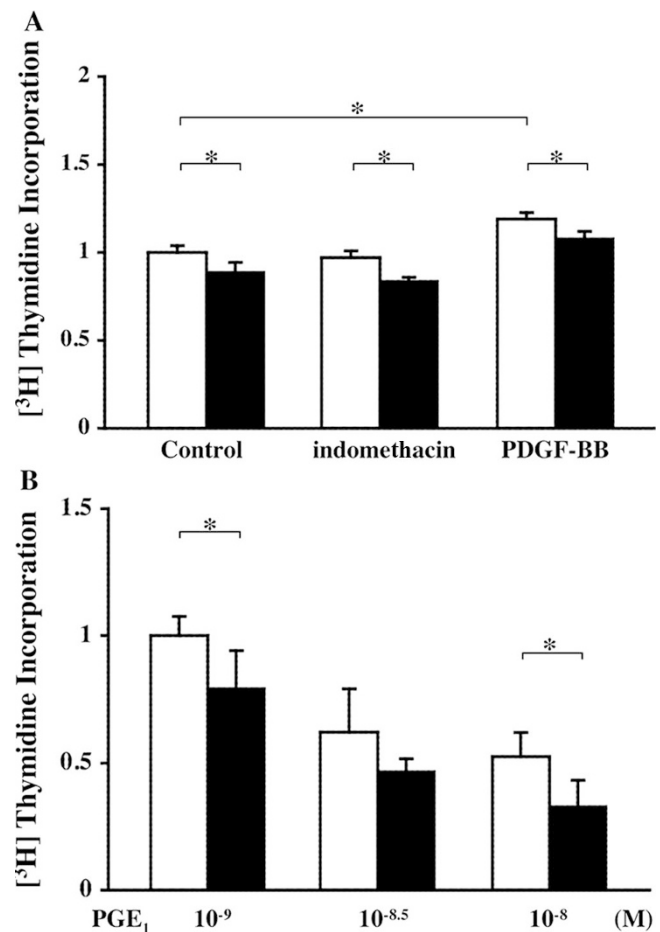 A
[³H] Thymidine Incorporation
2
1.5
1
0.5
0
*
* * *
Control indomethacin PDGF-BB
B
[³H] Thymidine Incorporation
1.5
1
0.5
0
*
*
PGE₁ 10⁻⁹ 10⁻⁸·⁵ 10⁻⁸ (M)